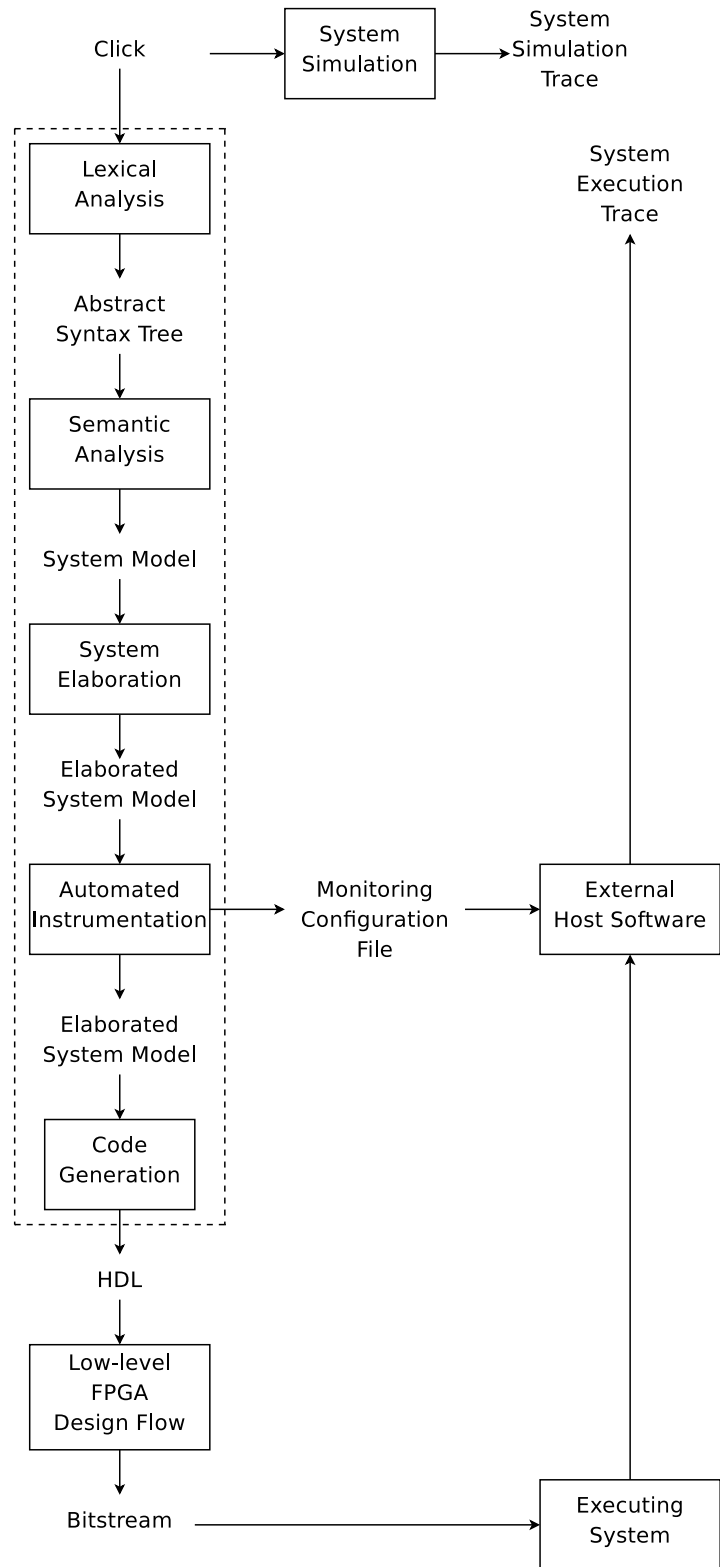 Click
System
Simulation
System
Simulation
Trace
Lexical
Analysis
System
Execution
Trace
Abstract
Syntax Tree
Semantic
Analysis
System Model
System
Elaboration
Elaborated
System Model
Automated
Instrumentation
Monitoring
Configuration
File
External
Host Software
Elaborated
System Model
Code
Generation
HDL
Low-level
FPGA
Design Flow
Bitstream
Executing
System